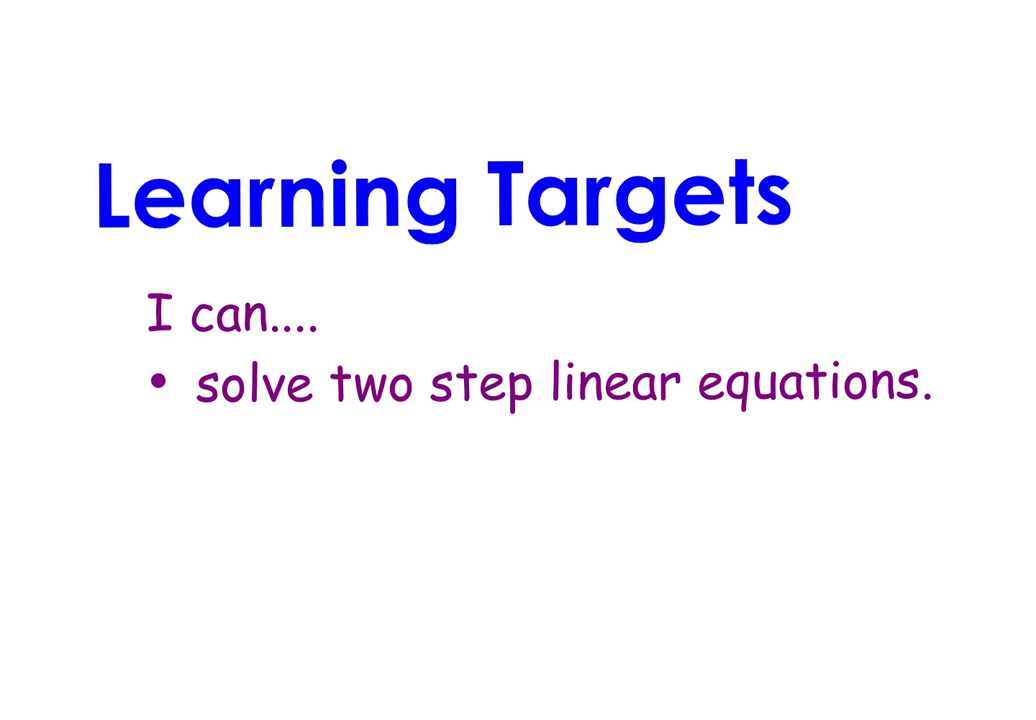 Learning Targets
I can....
• solve two step linear equations.